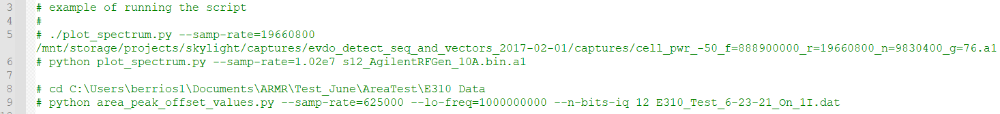 3 # example of running the script
4 #
5 # ./plot_spectrum.py --samp-rate=19660800
/mnt/storage/projects/skylight/captures/evdo_detect_seq_and_vectors_2017-02-01/captures/cell_pwr_-50_f=888900000_r=19660800_n=9830400_g=76.a1
6 # python plot_spectrum.py --samp-rate=1.02e7 s12_AgilentRFGen_10A.bin.a1
7
8 # cd C:\Users\berrios1\Documents\ARMR\Test_June\AreaTest\E310 Data
9 # python area_peak_offset_values.py --samp-rate=625000 --lo-freq=1000000000 --n-bits-iq 12 E310_Test_6-23-21_On_1I.dat